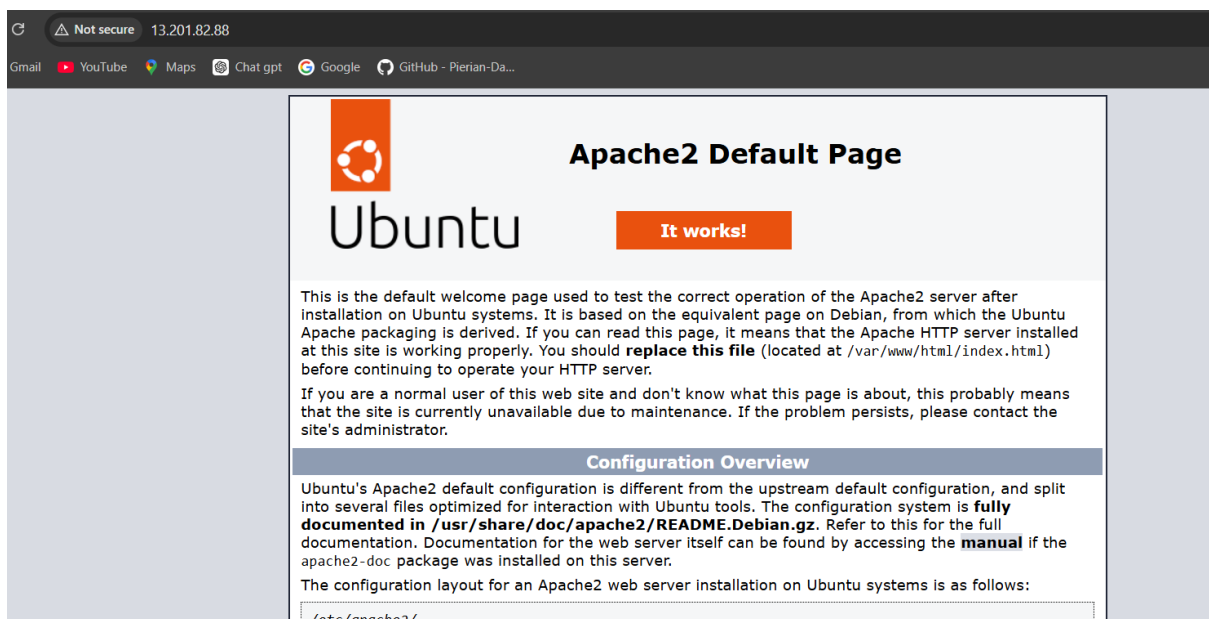 Not secure 13.201.82.88
Gmail YouTube Maps Chat gpt Google GitHub - Pierian-Da...
Apache2 Default Page
Ubuntu
It works!
This is the default welcome page used to test the correct operation of the Apache2 server after
installation on Ubuntu systems. It is based on the equivalent page on Debian, from which the Ubuntu
Apache packaging is derived. If you can read this page, it means that the Apache HTTP server installed
at this site is working properly. You should replace this file (located at /var/www/html/index.html)
before continuing to operate your HTTP server.
If you are a normal user of this web site and don't know what this page is about, this probably means
that the site is currently unavailable due to maintenance. If the problem persists, please contact the
site's administrator.
Configuration Overview
Ubuntu's Apache2 default configuration is different from the upstream default configuration, and split
into several files optimized for interaction with Ubuntu tools. The configuration system is fully
documented in /usr/share/doc/apache2/README.Debian.gz. Refer to this for the full
documentation. Documentation for the web server itself can be found by accessing the manual if the
apache2-doc package was installed on this server.
The configuration layout for an Apache2 web server installation on Ubuntu systems is as follows:
/etc/apache2/